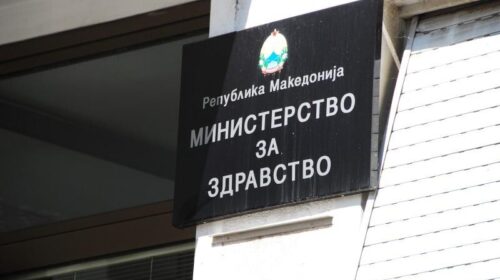 Република Македонија
МИНИСТЕРСТВО
ЗА
ЗДРАВСТВО